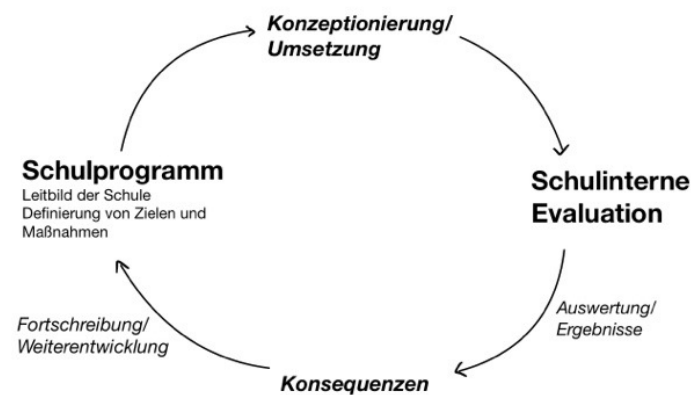 Konzeptionierung/
Umsetzung
Schulprogramm
Leitbild der Schule
Definierung von Zielen und
Maßnahmen
Schulinterne
Evaluation
Auswertung/
Ergebnisse
Fortschreibung/
Weiterentwicklung
Konsequenzen